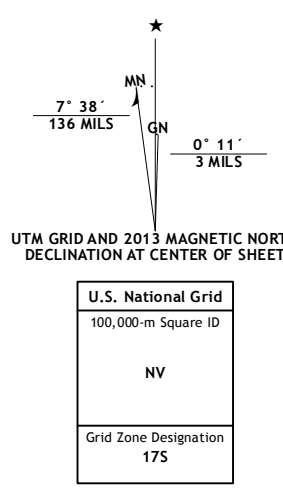 MN
7° 38´
136 MILS
GN
0° 11´
3 MILS
UTM GRID AND 2013 MAGNETIC NORT
DECLINATION AT CENTER OF SHEET
U.S. National Grid
100,000-m Square ID
NV
Grid Zone Designation
17S